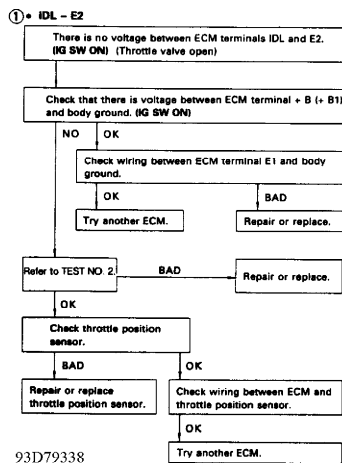 ① • IDL – E2
There is no voltage between ECM terminals IDL and E2.
(IG SW ON) (Throttle valve open)
Check that there is voltage between ECM terminal + B (+ B1)
and body ground. (IG SW ON)
NO
OK
Check wiring between ECM terminal E1 and body
ground.
OK
BAD
Try another ECM.
Repair or replace.
Refer to TEST NO. 2.
BAD
Repair or replace.
OK
Check throttle position
sensor.
BAD
OK
Repair or replace
throttle position sensor.
Check wiring between ECM and
throttle position sensor.
OK
Try another ECM.
93D79338